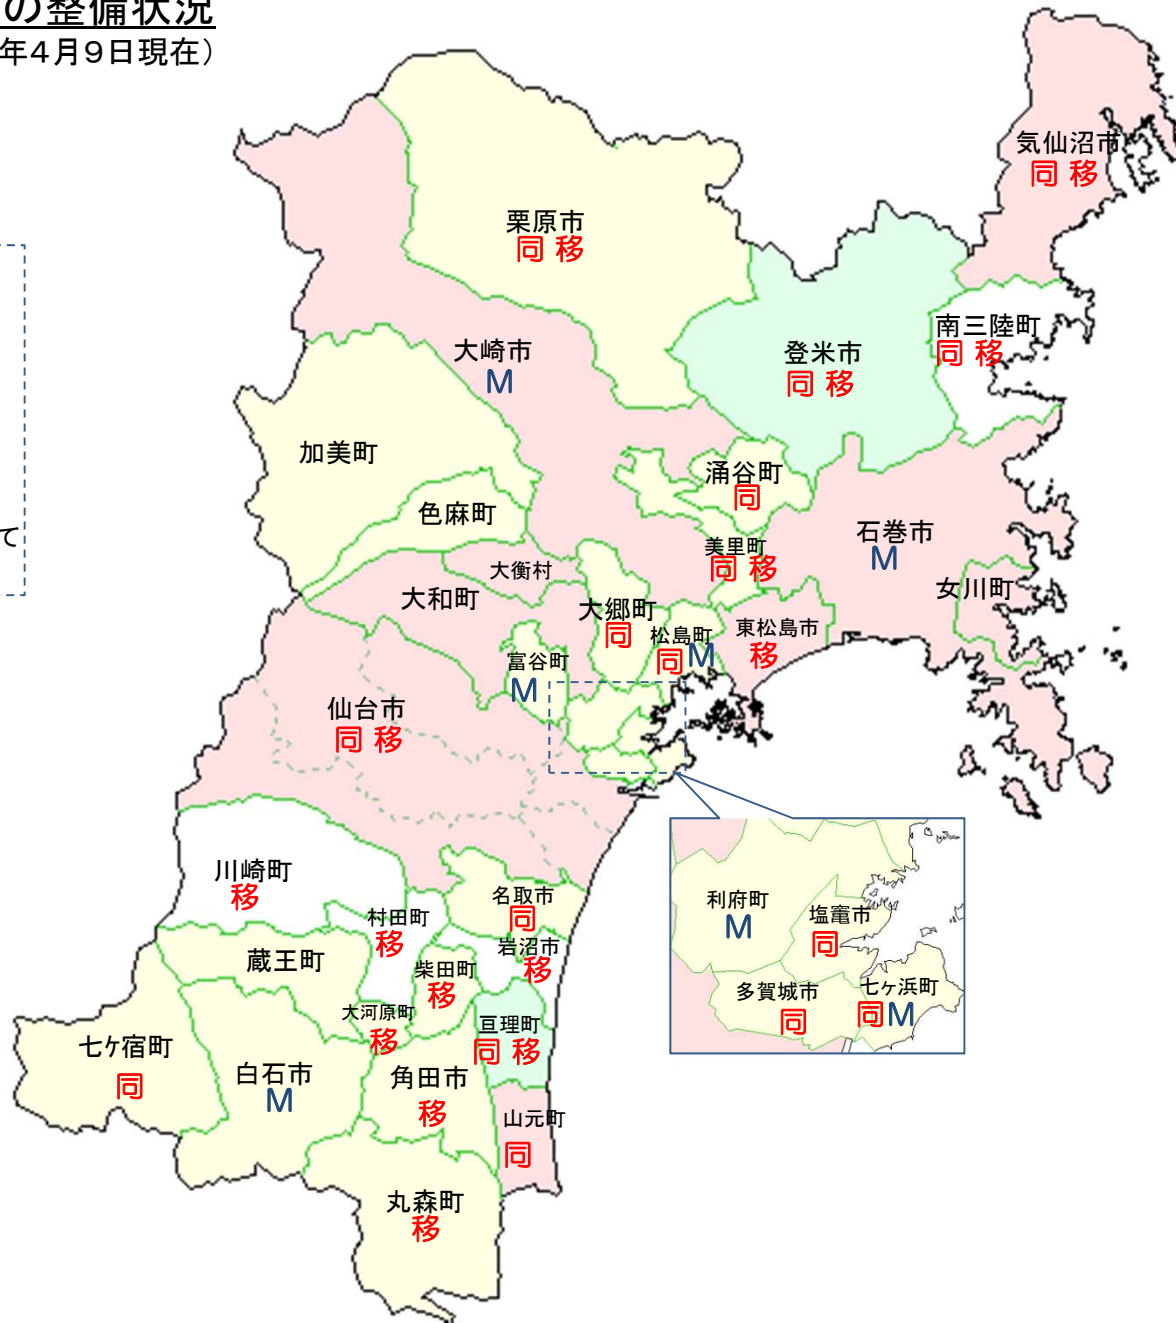 の整備状況
年4月9日現在）
気仙沼市
同 移
栗原市
同 移
南三陸町
同 移
大崎市
M
登米市
同 移
加美町
涌谷町
同
色麻町
て
石巻市
M
美里町
同 移
大衡村
女川町
大和町
大郷町
同
松島町
同 M
東松島市
移
富谷町
M
仙台市
同 移
川崎町
移
名取市
同
利府町
M
塩竈市
同
村田町
移
岩沼市
移
蔵王町
柴田町
移
多賀城市
同
七ヶ浜町
同 M
大河原町
移
亘理町
同 移
七ケ宿町
同
白石市
M
角田市
移
山元町
同
丸森町
移